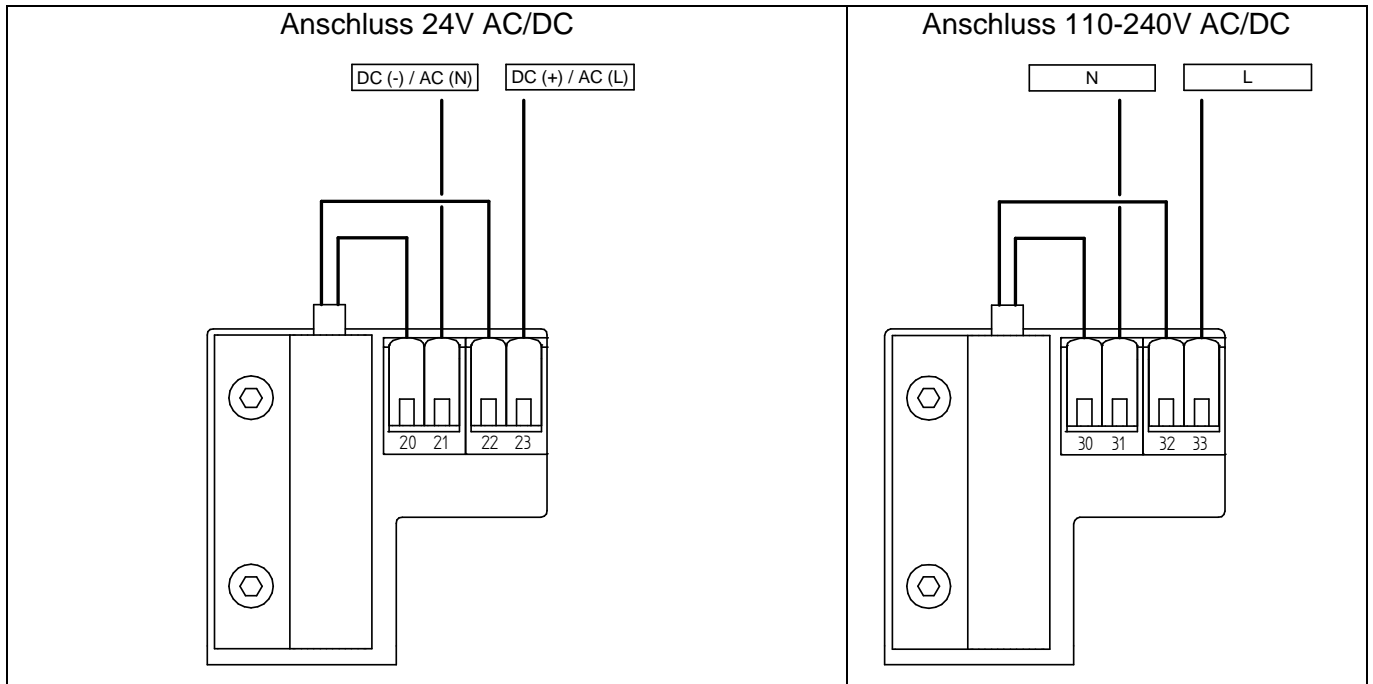 Anschluss 24V AC/DC
DC (-) / AC (N) DC (+) / AC (L)
20 21 22 23
Anschluss 110-240V AC/DC
N L
30 31 32 33